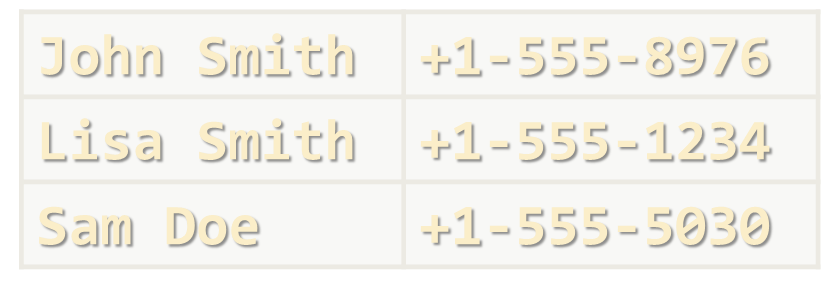 John Smith +1-555-8976
Lisa Smith +1-555-1234
Sam Doe +1-555-5030